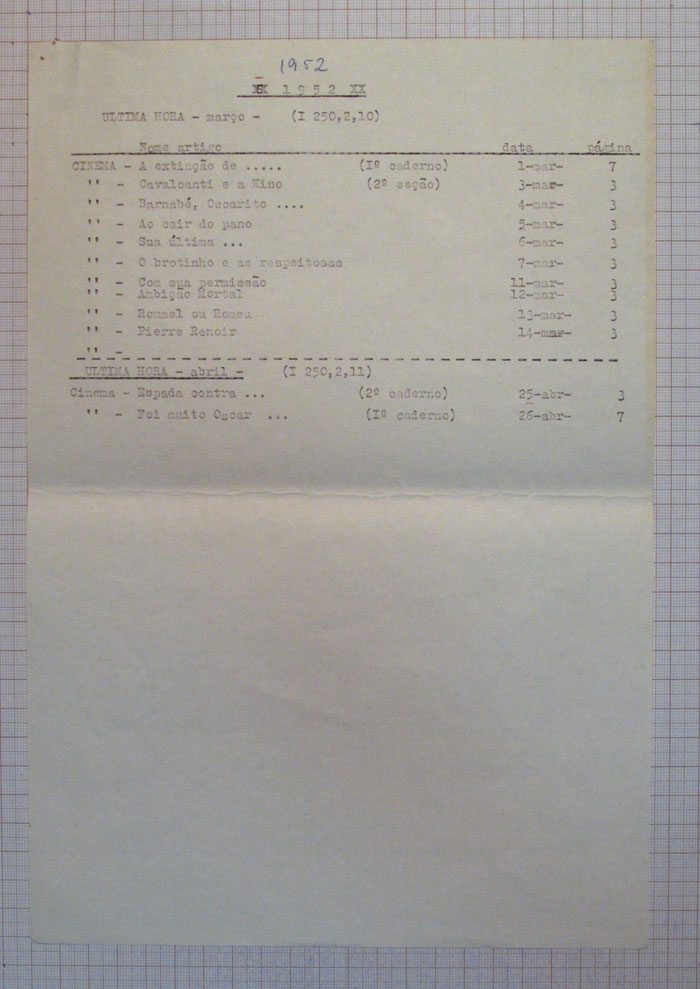 1952
XX 1 9 5 2 XX
ULTIMA HORA - março - (I 250,2,10)
Nome artigo data página
CINEMA - A extinção de ..... (1º caderno) 1-mar- 7
" - Cavalcanti e a Kino (2º seção) 3-mar- 3
" - Barnabé, Oscarito .... 4-mar- 3
" - Ao cair do pano 5-mar- 3
" - Sua última ... 6-mar- 3
" - O brotinho e as respeitosas 7-mar- 3
" - Com sua permissão 11-mar- 3
" - Ambição Mortal 12-mar- 3
" - Rommel ou Romeu 13-mar- 3
" - Pierre Renoir 14-mar- 3
" -
ULTIMA HORA - abril - (I 250,2,11)
Cinema - Espada contra ... (2º caderno) 25-abr- 3
" - Foi muito Oscar ... (1º caderno) 26-abr- 7